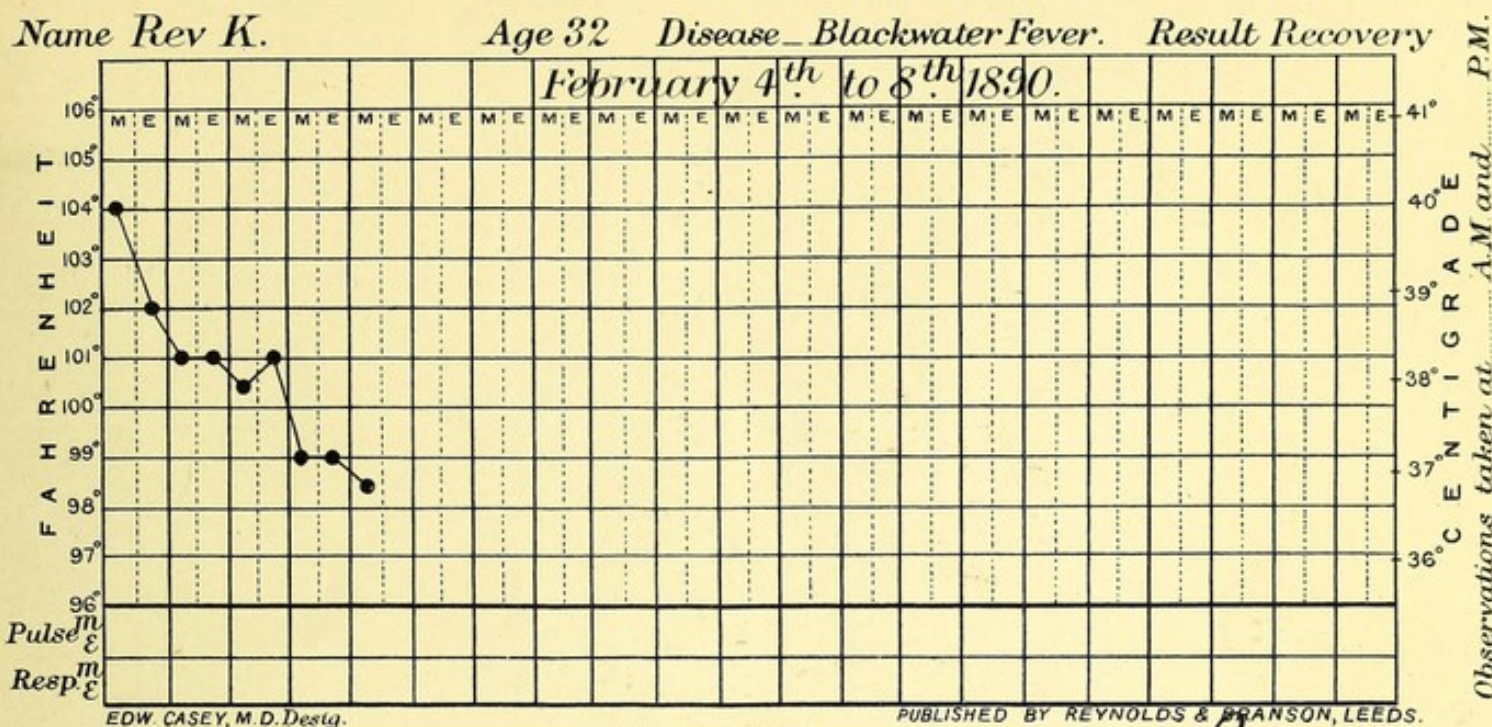 Name Rev K. Age 32 Disease_Blackwater Fever. Result Recovery
February 4th to 8th 1890.
M E M E M E M E M E M E M E M E M E M E M E M E M E M E M E M E M E M E M E M E M E
FAHRENHEIT
106°
105°
104°
103°
102°
101°
100°
99°
98°
97°
96°
41°
40°
39°
38°
37°
36°
CENTIGRADE
Observations taken at A.M and P.M.
Pulse m E
Resp. m E
EDW. CASEY, M.D. Desig.
PUBLISHED BY REYNOLDS & BRANSON, LEEDS.